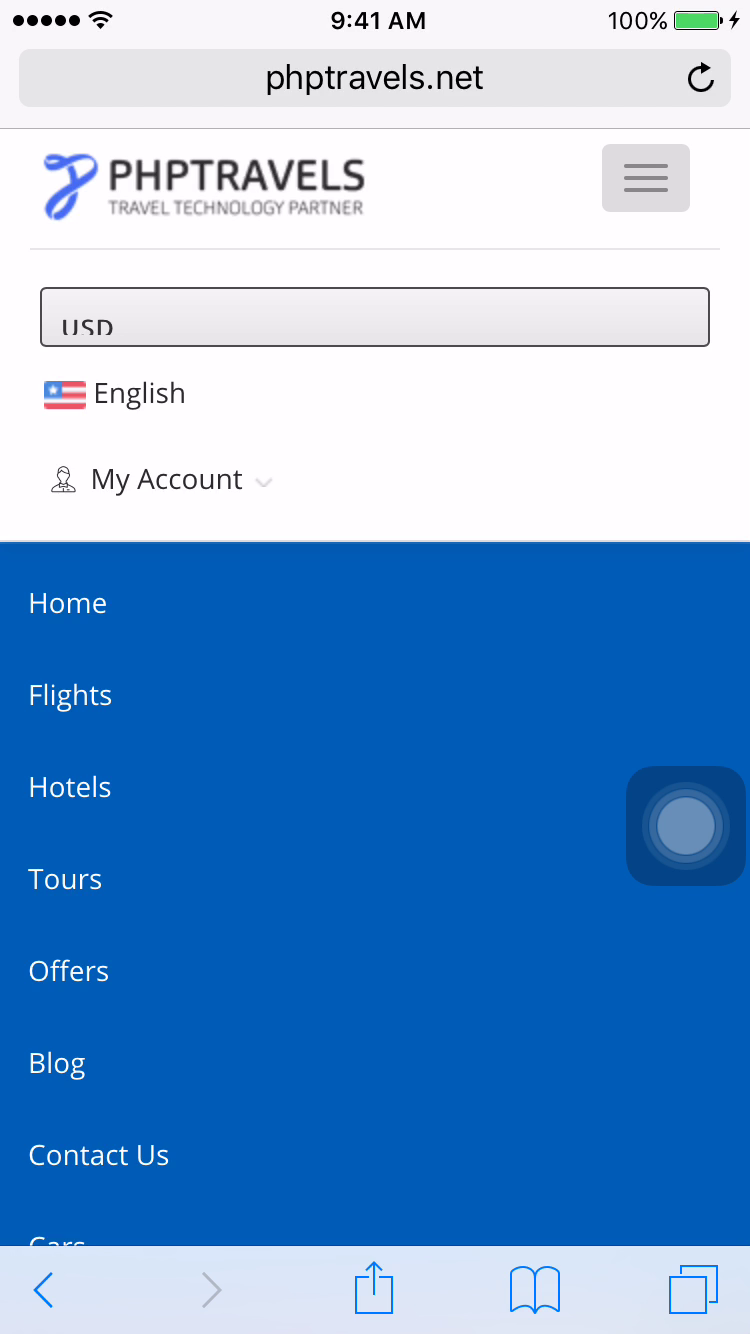 9:41 AM
100%
phptravels.net
PHPTRAVELS
TRAVEL TECHNOLOGY PARTNER
USD
English
My Account
Home
Flights
Hotels
Tours
Offers
Blog
Contact Us
Cars